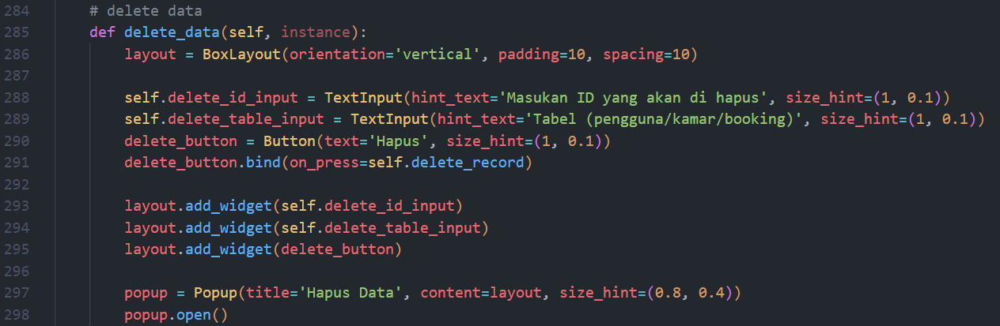 284 # delete data
285 def delete_data(self, instance):
286 layout = BoxLayout(orientation='vertical', padding=10, spacing=10)
287
288 self.delete_id_input = TextInput(hint_text='Masukan ID yang akan di hapus', size_hint=(1, 0.1))
289 self.delete_table_input = TextInput(hint_text='Tabel (pengguna/kamar/booking)', size_hint=(1, 0.1))
290 delete_button = Button(text='Hapus', size_hint=(1, 0.1))
291 delete_button.bind(on_press=self.delete_record)
292
293 layout.add_widget(self.delete_id_input)
294 layout.add_widget(self.delete_table_input)
295 layout.add_widget(delete_button)
296
297 popup = Popup(title='Hapus Data', content=layout, size_hint=(0.8, 0.4))
298 popup.open()